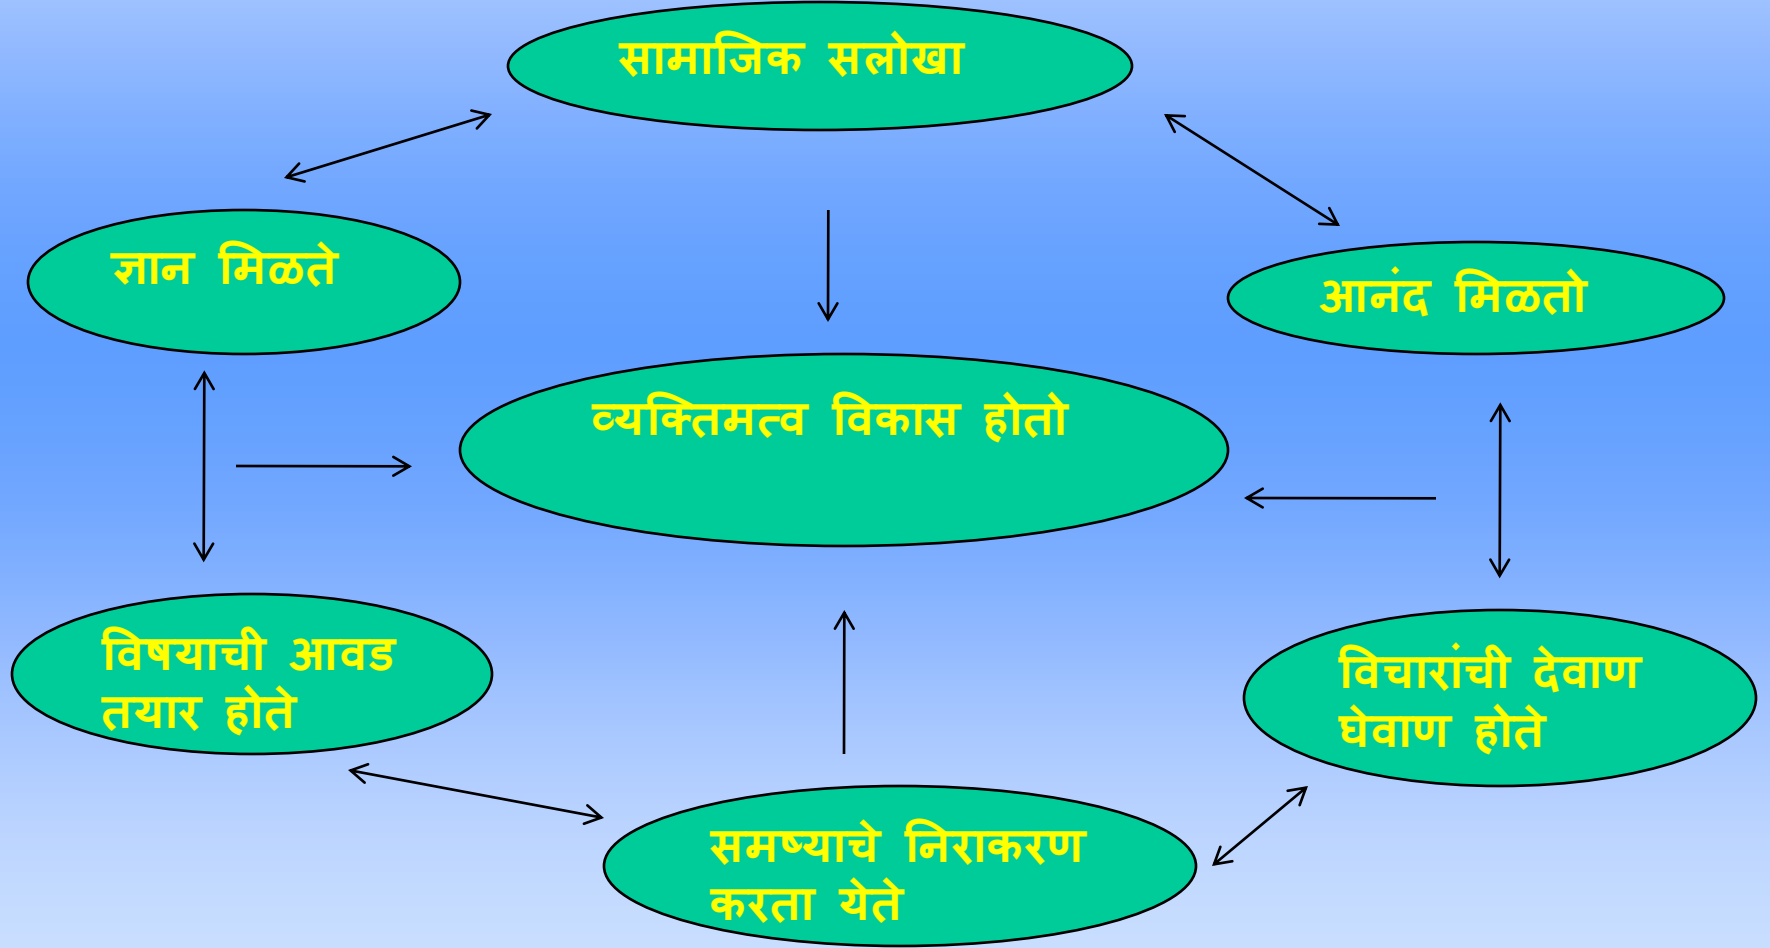 सामाजिक सलोखा
ज्ञान मिळते
आनंद मिळतो
व्यक्तिमत्व विकास होतो
विषयाची आवड
तयार होते
विचारांची देवाण
घेवाण होते
समष्याचे निराकरण
करता येते